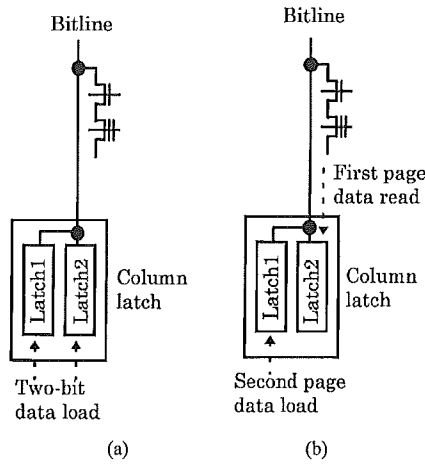 Bitline
Latch1
Latch2
Column
latch
Two-bit
data load
(a)
Bitline
First page
data read
Latch1
Latch2
Column
latch
Second page
data load
(b)